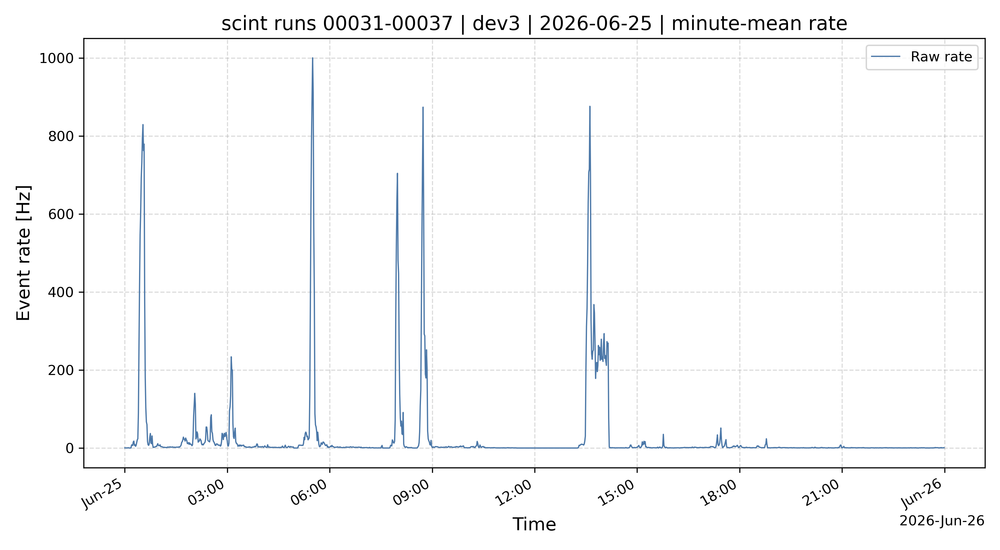 scint runs 00031-00037 | dev3 | 2026-06-25 | minute-mean rate
Raw rate
Event rate [Hz]
1000
800
600
400
200
0
Jun-25
03:00
06:00
09:00
12:00
15:00
18:00
21:00
Jun-26
Time
2026-Jun-26